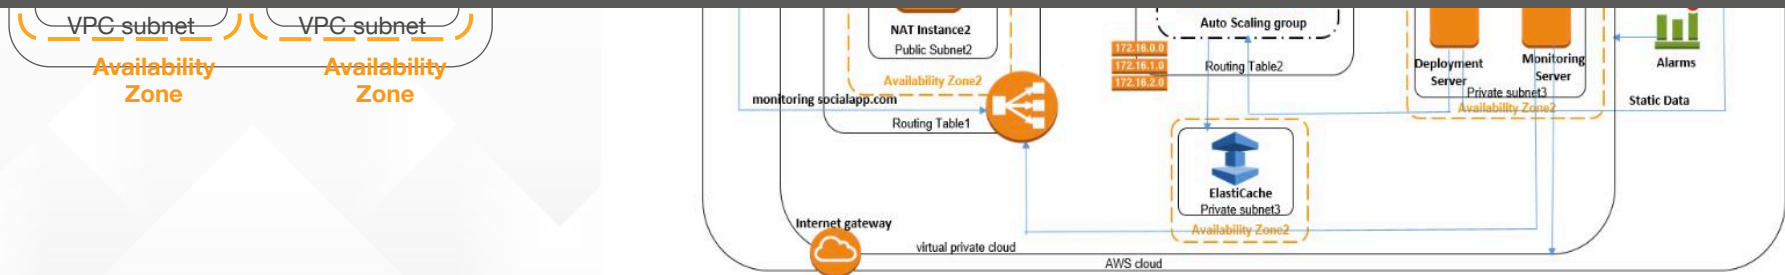 VPC subnet
VPC subnet
Availability
Zone
Availability
Zone
NAT Instance2
Public Subnet2
Availability Zone2
monitoring socialapp.com
Routing Table1
Auto Scaling group
172.16.0.0
172.16.1.0
172.16.2.0
Routing Table2
Deployment
Server
Monitoring
Server
Private subnet3
Availability Zone2
Alarms
Static Data
ElastiCache
Private subnet3
Availability Zone2
Internet gateway
virtual private cloud
AWS cloud